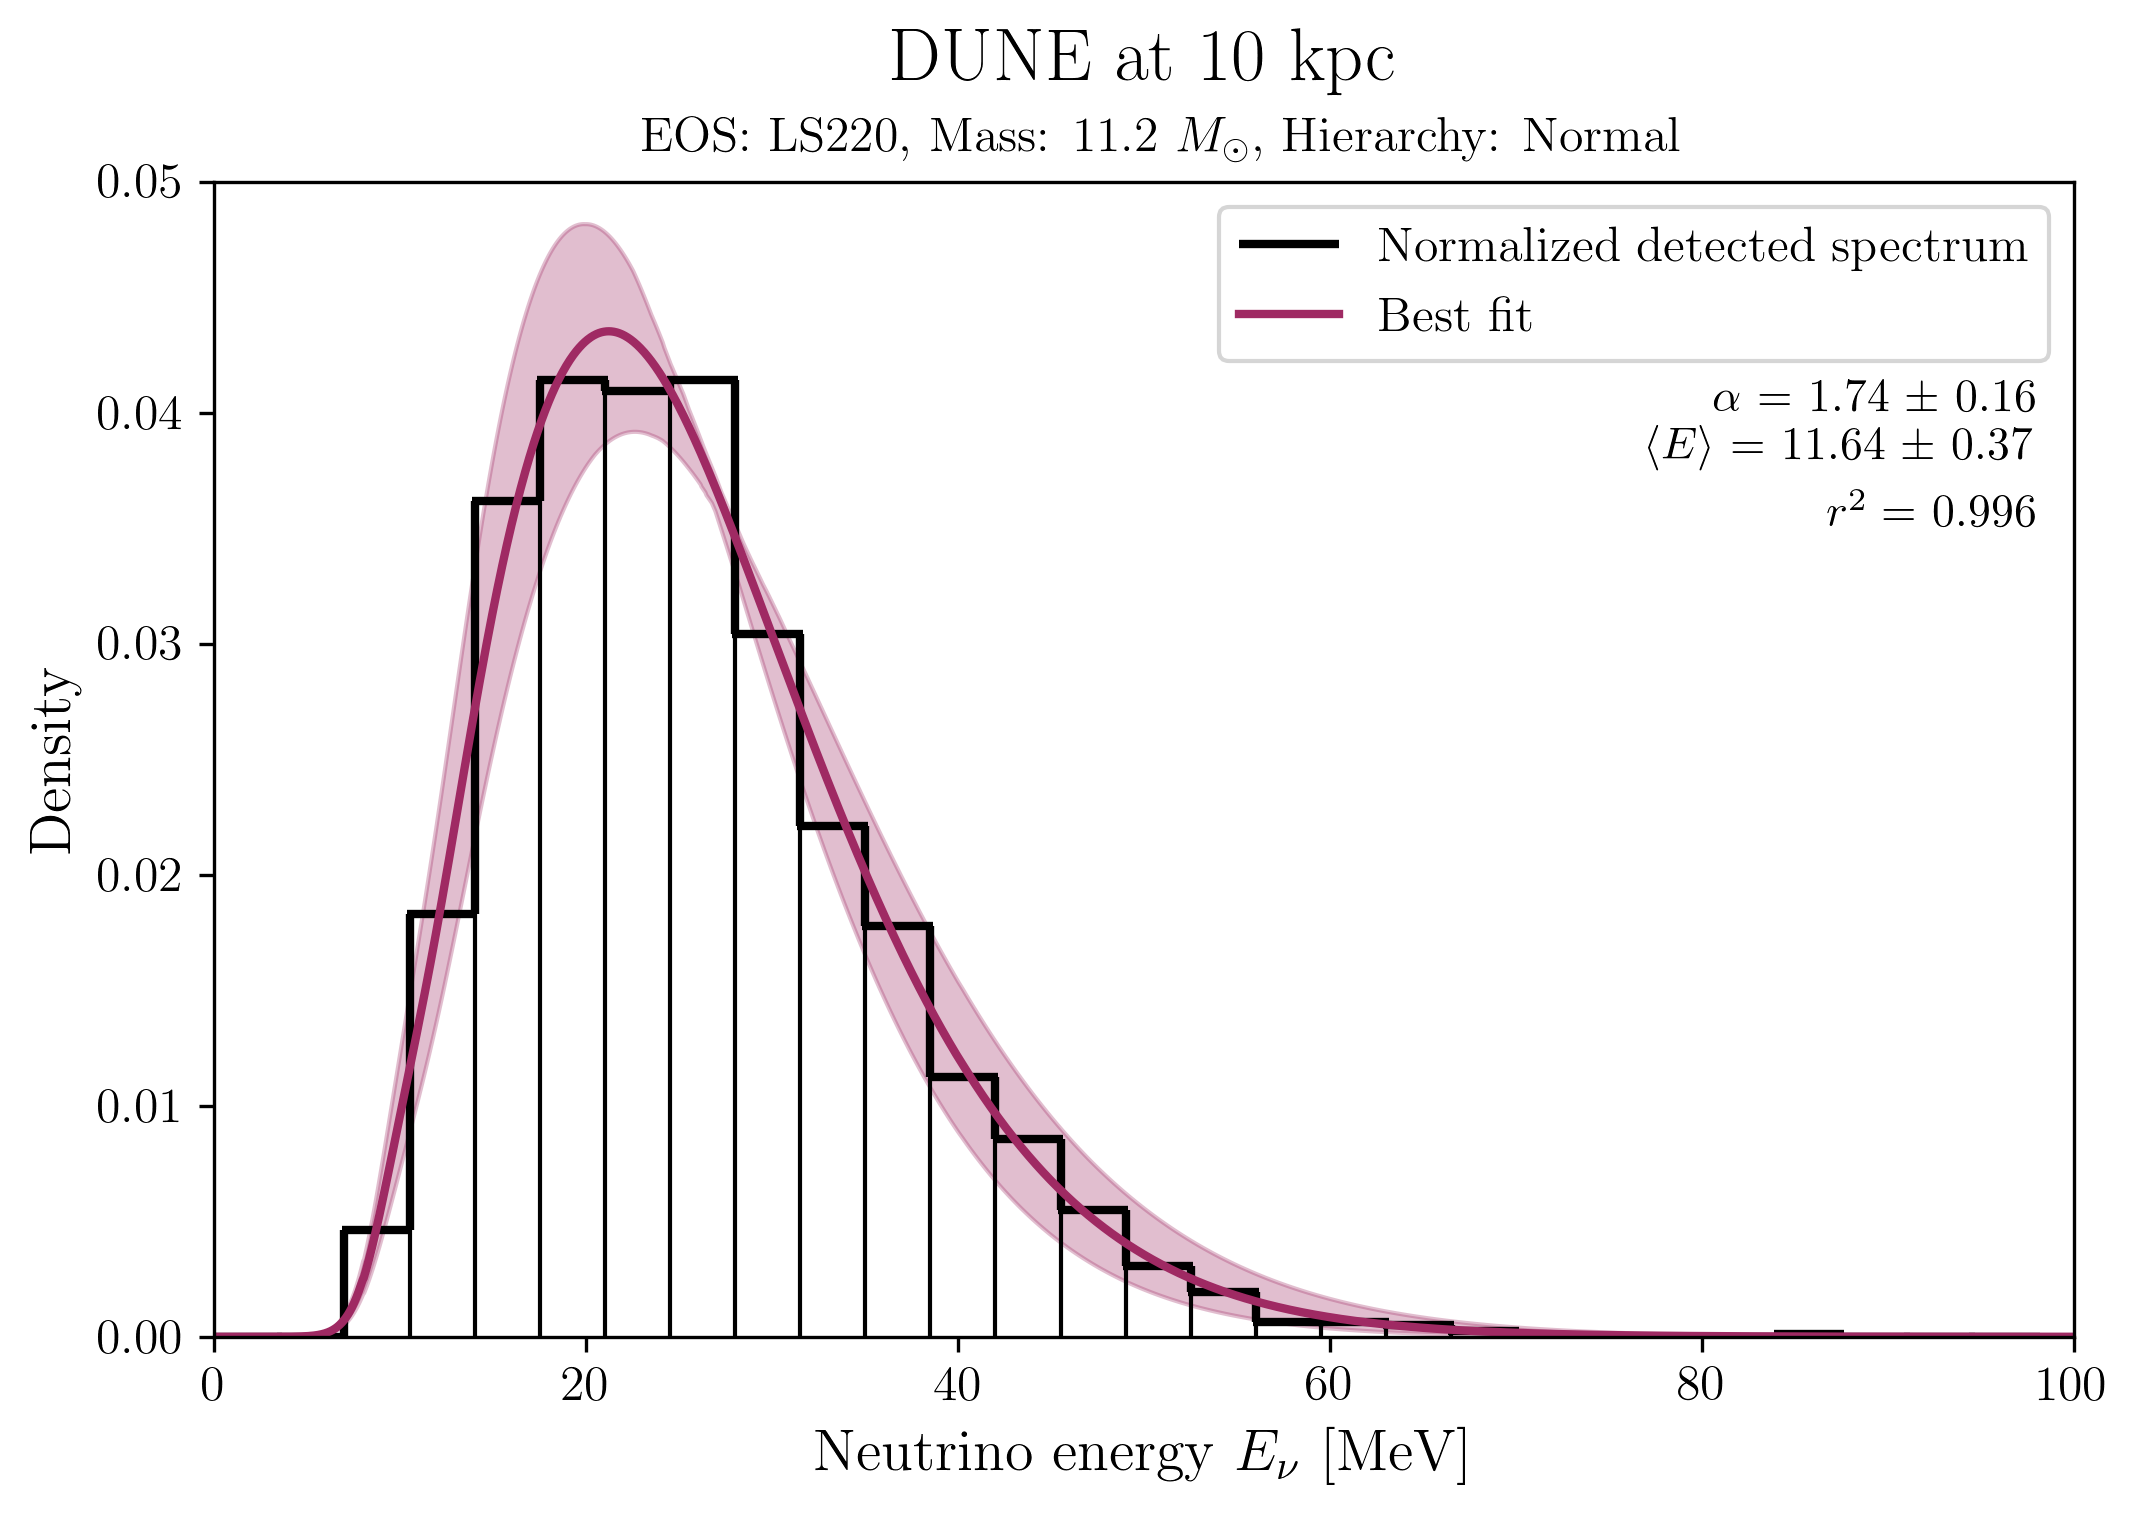 DUNE at 10 kpc
EOS: LS220, Mass: 11.2 M⊙, Hierarchy: Normal
0.05
0.04
0.03
0.02
0.01
0.00
Density
Normalized detected spectrum
Best fit
α = 1.74 ± 0.16
⟨E⟩ = 11.64 ± 0.37
r² = 0.996
0 20 40 60 80 100
Neutrino energy Eν [MeV]